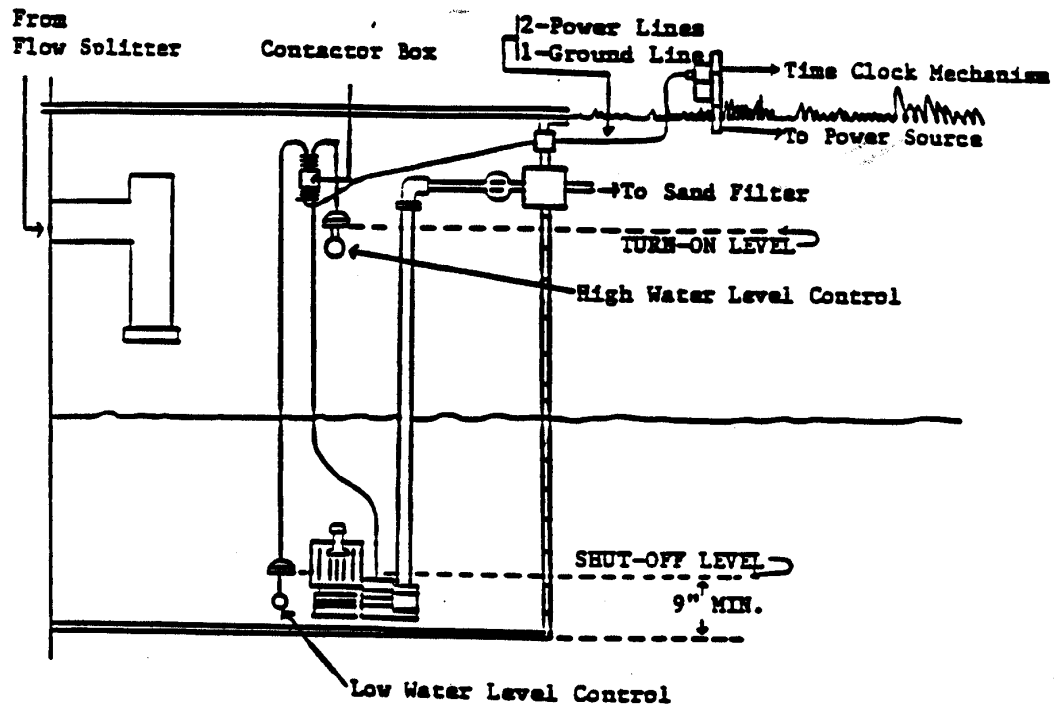 From
Flow Splitter
Contactor Box
2-Power Lines
1-Ground Line
Time Clock Mechanism
To Power Source
To Sand Filter
TURN-ON LEVEL
High Water Level Control
SHUT-OFF LEVEL
9" MIN.
Low Water Level Control